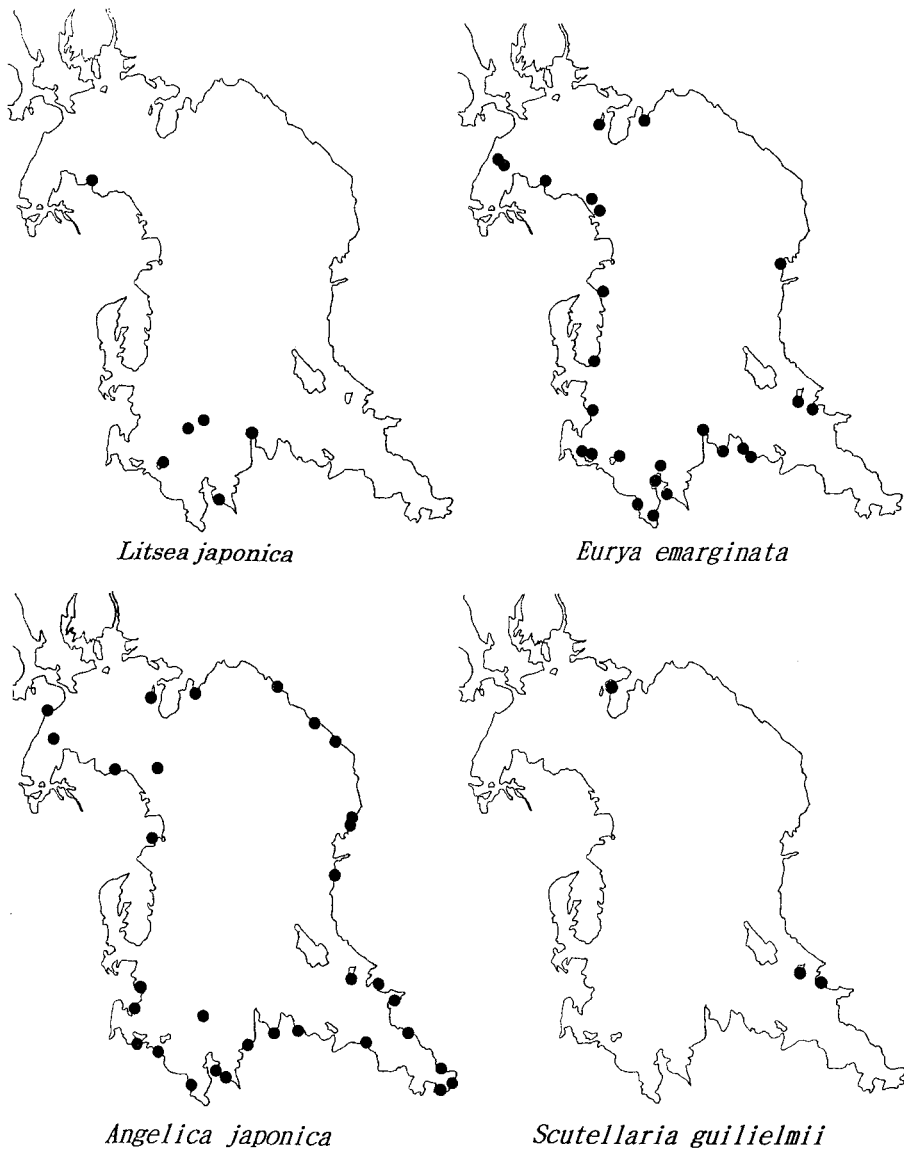 Litsea japonica
Eurya emarginata
Angelica japonica
Scutellaria guilielmii